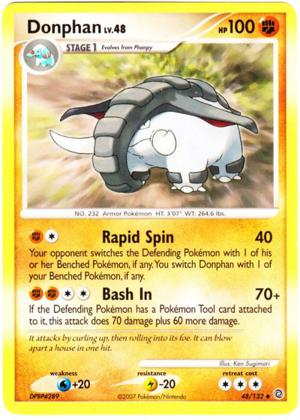 Donphan LV.48 HP 100
STAGE 1 Evolves from Phanpy
NO. 232 Armor Pokémon HT: 3'07" WT: 264.6 lbs.
Rapid Spin 40
Your opponent switches the Defending Pokémon with 1 of his
or her Benched Pokémon, if any. You switch Donphan with 1 of
your Benched Pokémon, if any.
Bash In 70+
If the Defending Pokémon has a Pokémon Tool card
attached to it, this attack does 70 damage plus 60 more damage.
It attacks by curling up, then rolling into its foe. It can blow
apart a house in one hit.
Illus. Ken Sugimori
weakness resistance retreat cost
+20 -20
DPBP#289 ©2007 Pokémon/Nintendo 48/132